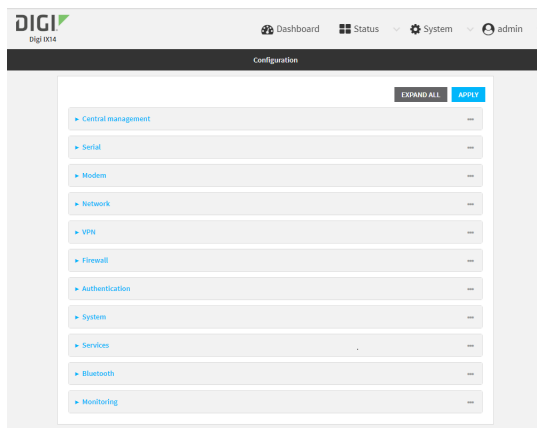 DIGI
Digi IX14
Dashboard Status System admin
Configuration
EXPAND ALL APPLY
Central management
Serial
Modem
Network
VPN
Firewall
Authentication
System
Services
Bluetooth
Monitoring